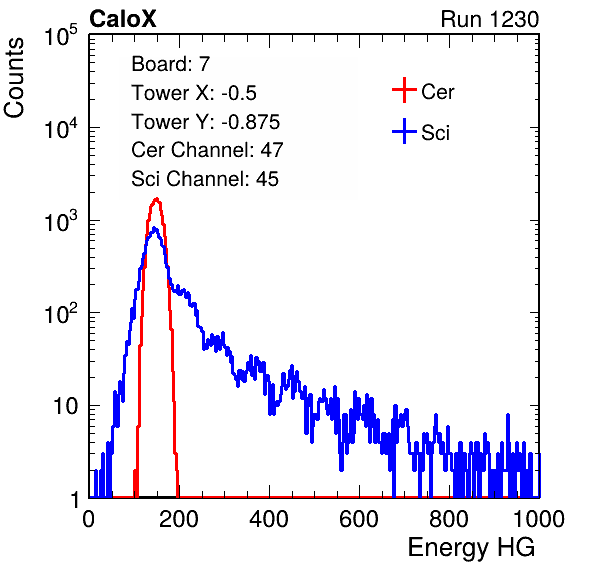 CaloX Run 1230
Counts
10^5
10^4
10^3
10^2
10
1
Board: 7
Tower X: -0.5
Tower Y: -0.875
Cer Channel: 47
Sci Channel: 45
Cer
Sci
0 200 400 600 800 1000
Energy HG